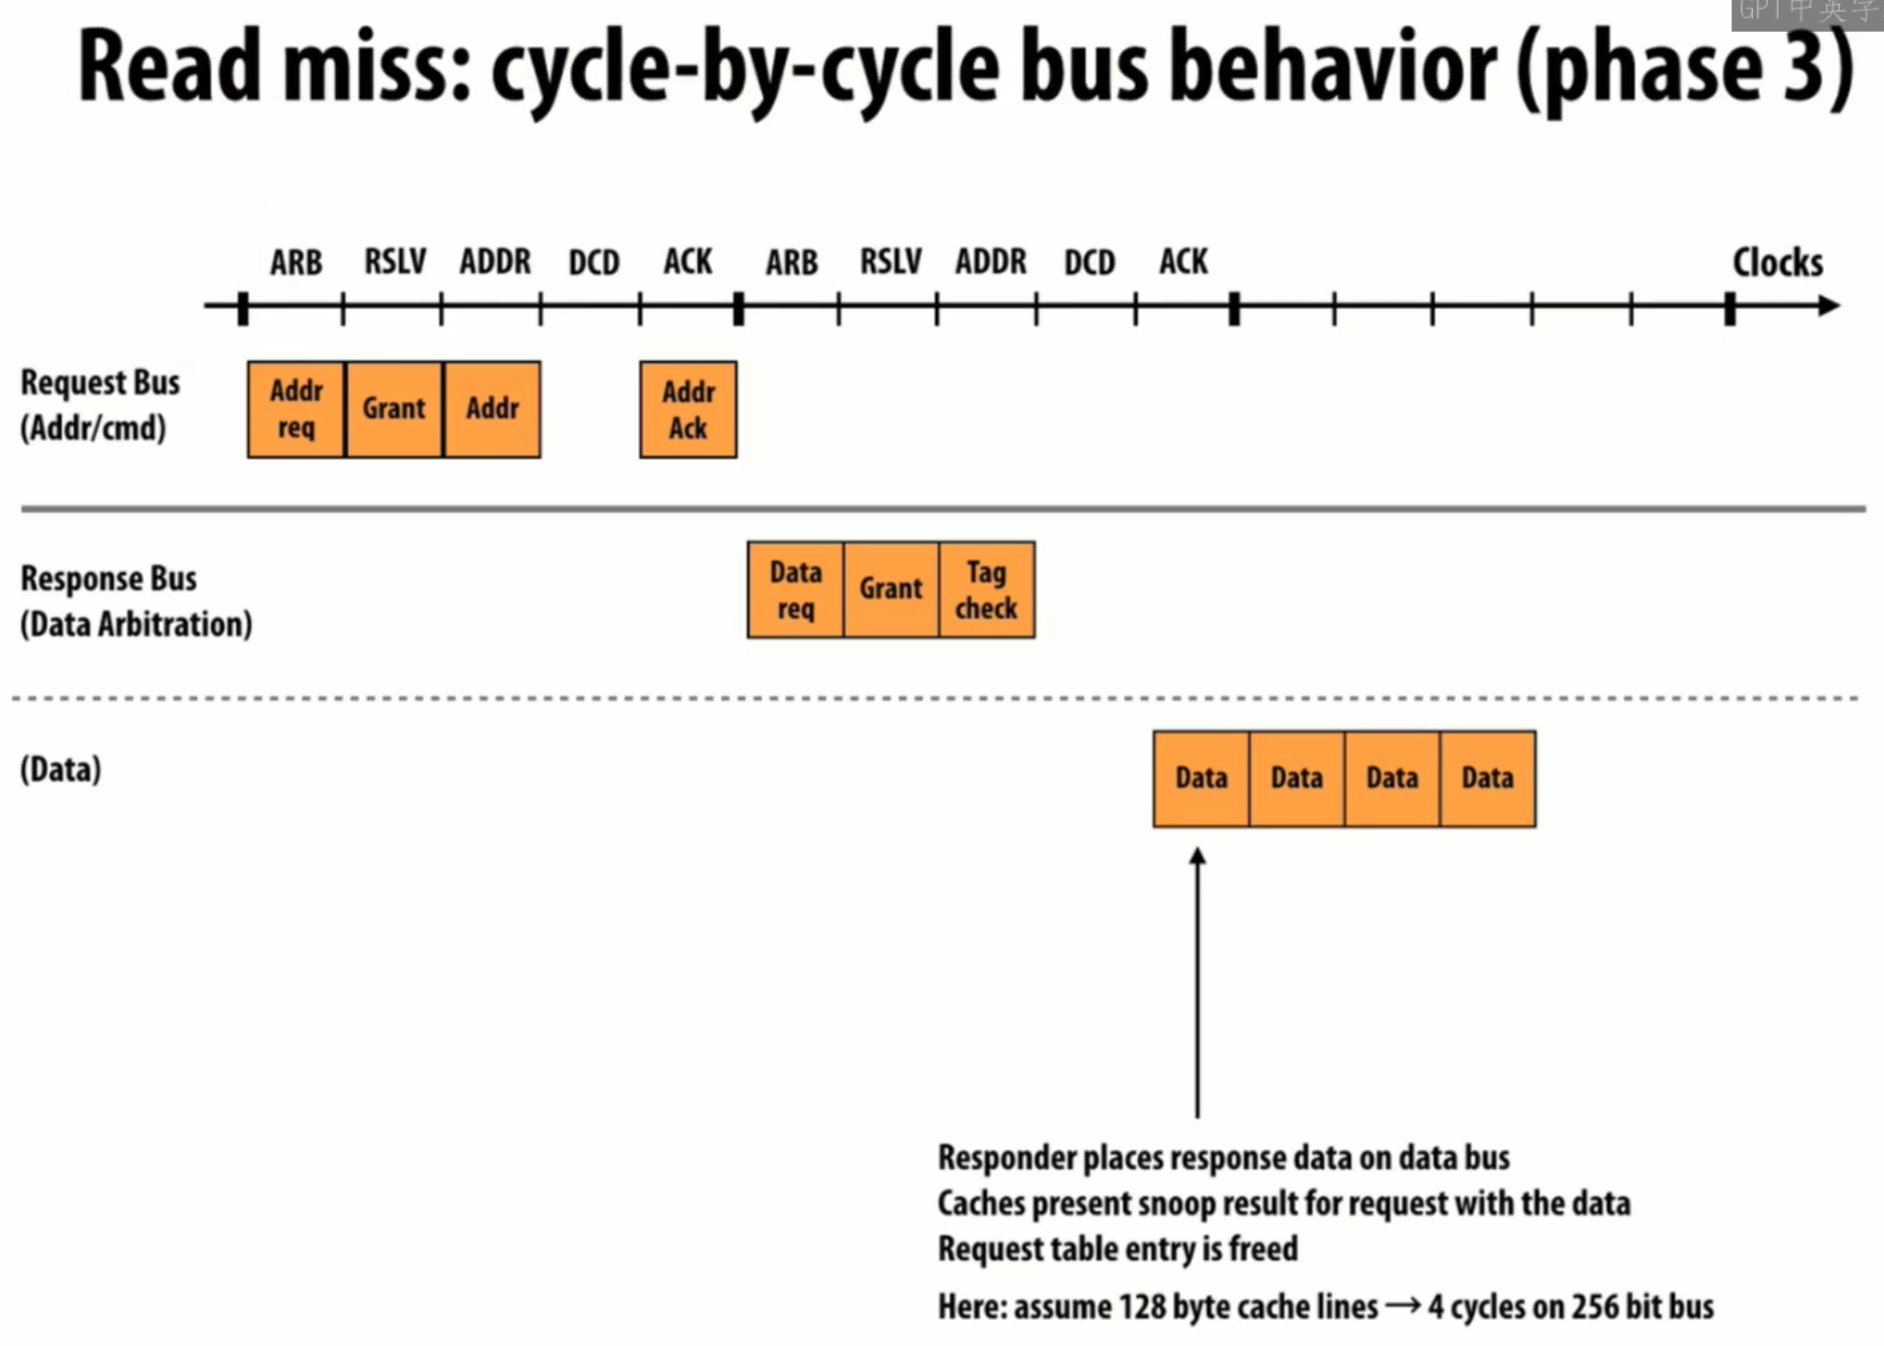 GPT中英字
Read miss: cycle-by-cycle bus behavior (phase 3)
ARB RSLV ADDR DCD ACK ARB RSLV ADDR DCD ACK Clocks
Request Bus
(Addr/cmd)
Addr
req
Grant
Addr
Addr
Ack
Response Bus
(Data Arbitration)
Data
req
Grant
Tag
check
(Data)
Data Data Data Data
Responder places response data on data bus
Caches present snoop result for request with the data
Request table entry is freed
Here: assume 128 byte cache lines → 4 cycles on 256 bit bus